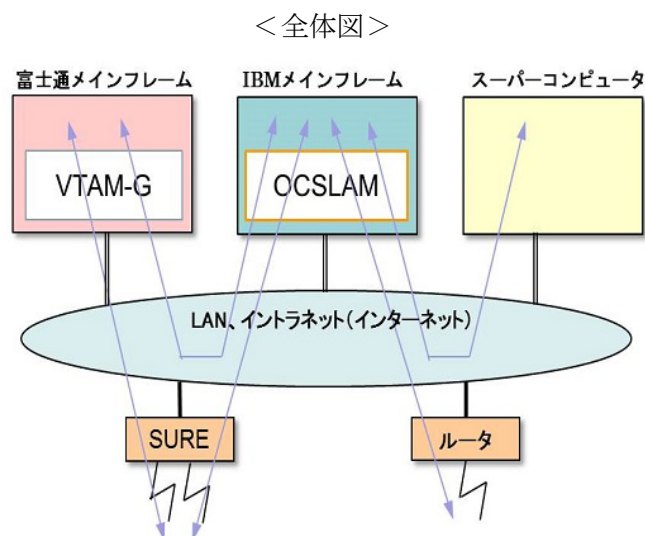 ＜全体図＞
富士通メインフレーム
IBMメインフレーム
スーパーコンピュータ
VTAM-G
OCSLAM
LAN、イントラネット(インターネット)
SURE
ルータ